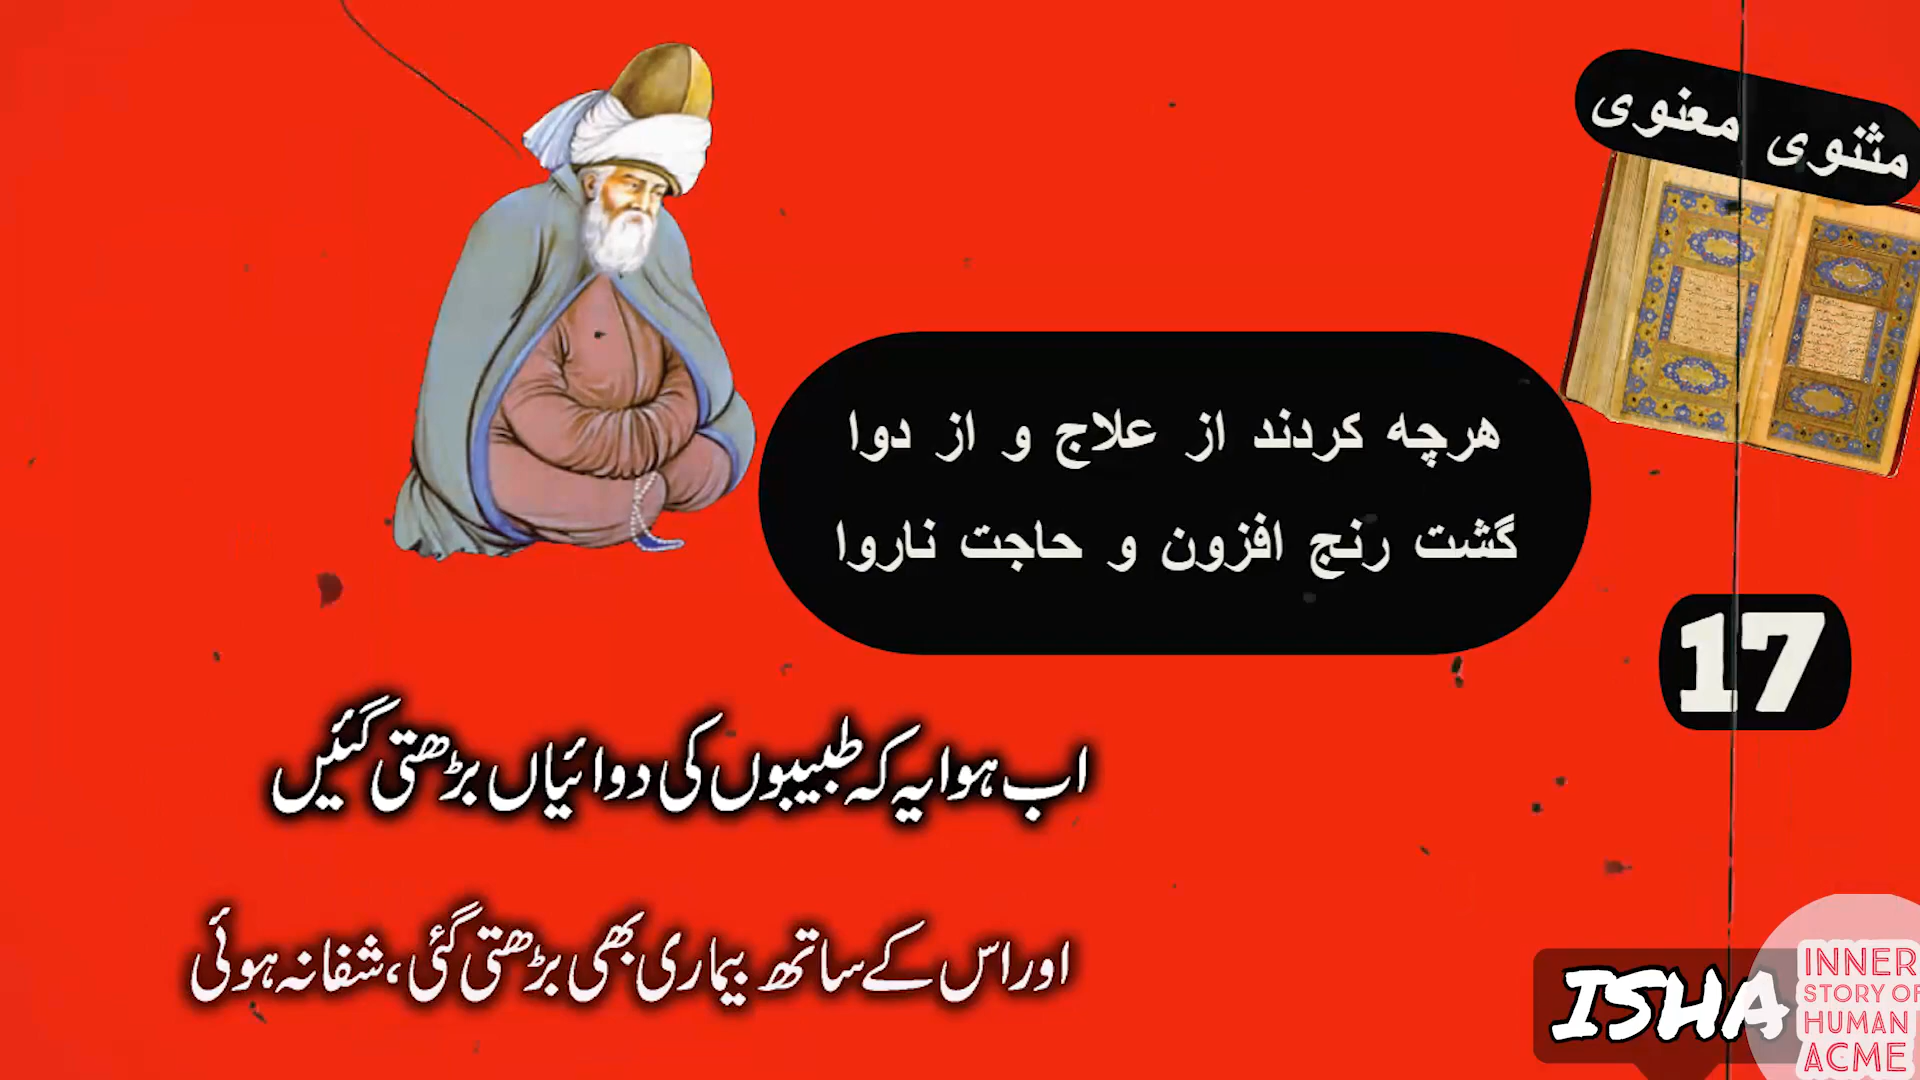 مثنوی معنوی
هرچه کردند از علاج و از دوا
گشت رنج افزون و حاجت ناروا
17
اب ہوا یہ کہ طبیبوں کی دوائیاں بڑھتی گئیں
اور اس کے ساتھ بیماری بھی بڑھتی گئی، شفا نہ ہوئی
ISHA
INNER
STORY OF
HUMAN
ACME